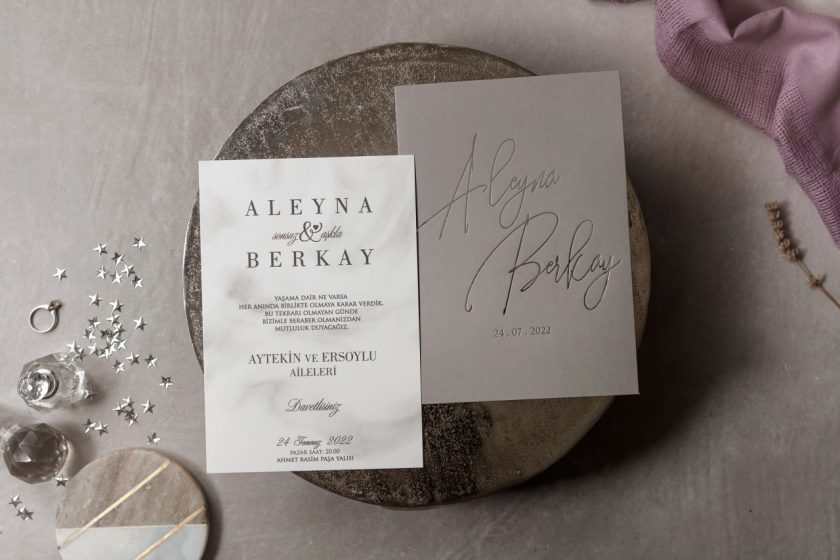 ALEYNA
sonsuz & aşkla
BERKAY
YAŞAMA DAİR NE VARSA
HER ANINDA BİRLİKTE OLMAYA KARAR VERDİK.
BU TEKRARI OLMAYAN GÜNDE
BİZİMLE BERABER OLMANIZDAN
MUTLULUK DUYACAĞIZ.
AYTEKİN VE ERSOYLU
AİLELERİ
Davetlisiniz
24 Temmuz 2022
PAZAR SAAT: 20:00
AHMET RASİM PAŞA YALISI
Aleyna
Berkay
24.07.2022